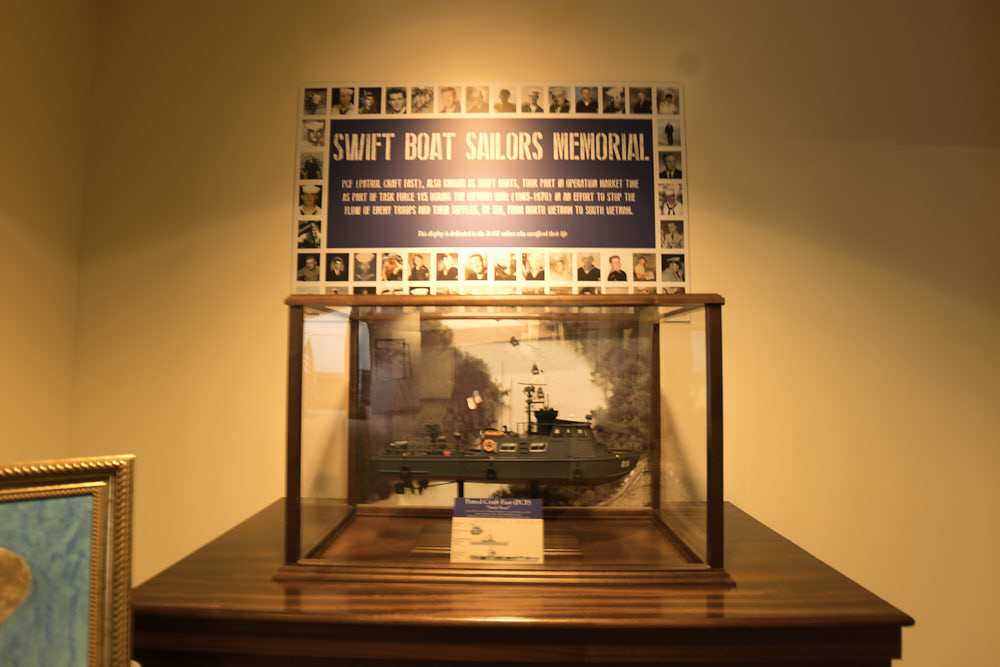 SWIFT BOAT SAILORS MEMORIAL
PCF (PATROL CRAFT FAST), ALSO KNOWN AS SWIFT BOATS, TOOK PART IN OPERATION MARKET TIME
AS PART OF TASK FORCE 115 DURING THE VIETNAM WAR (1965-1970) IN AN EFFORT TO STOP THE
FLOW OF ENEMY TROOPS AND THEIR SUPPLIES, BY SEA, FROM NORTH VIETNAM TO SOUTH VIETNAM.
This display is dedicated to the 50 PCF sailors who sacrificed their life
89
Patrol Craft Fast (PCF)
"Swift Boat"